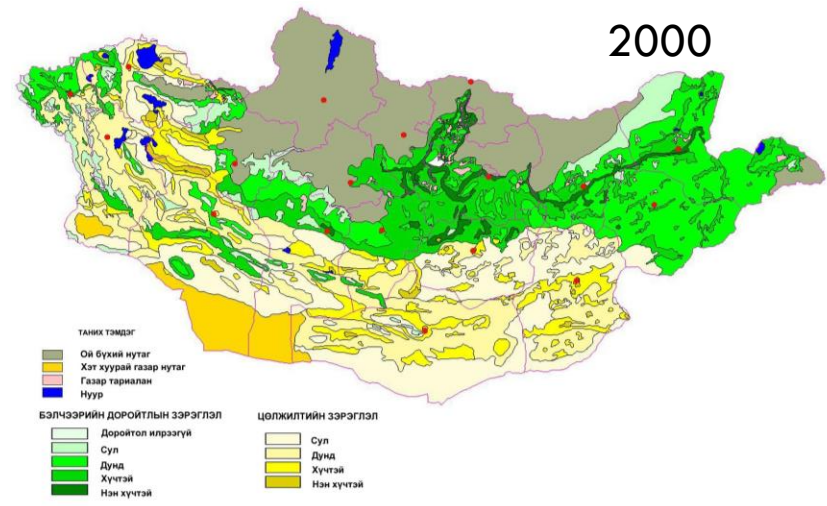 2000
ТАНИХ ТЭМДЭГ
Ой бүхий нутаг
Хэт хуурай газар нутаг
Газар тариалан
Нуур
БЭЛЧЭЭРИЙН ДОРОЙТЛЫН ЗЭРЭГЛЭЛ
Доройтол илрээгүй
Сул
Дунд
Хүчтэй
Нэн хүчтэй
ЦӨЛЖИЛТИЙН ЗЭРЭГЛЭЛ
Сул
Дунд
Хүчтэй
Нэн хүчтэй